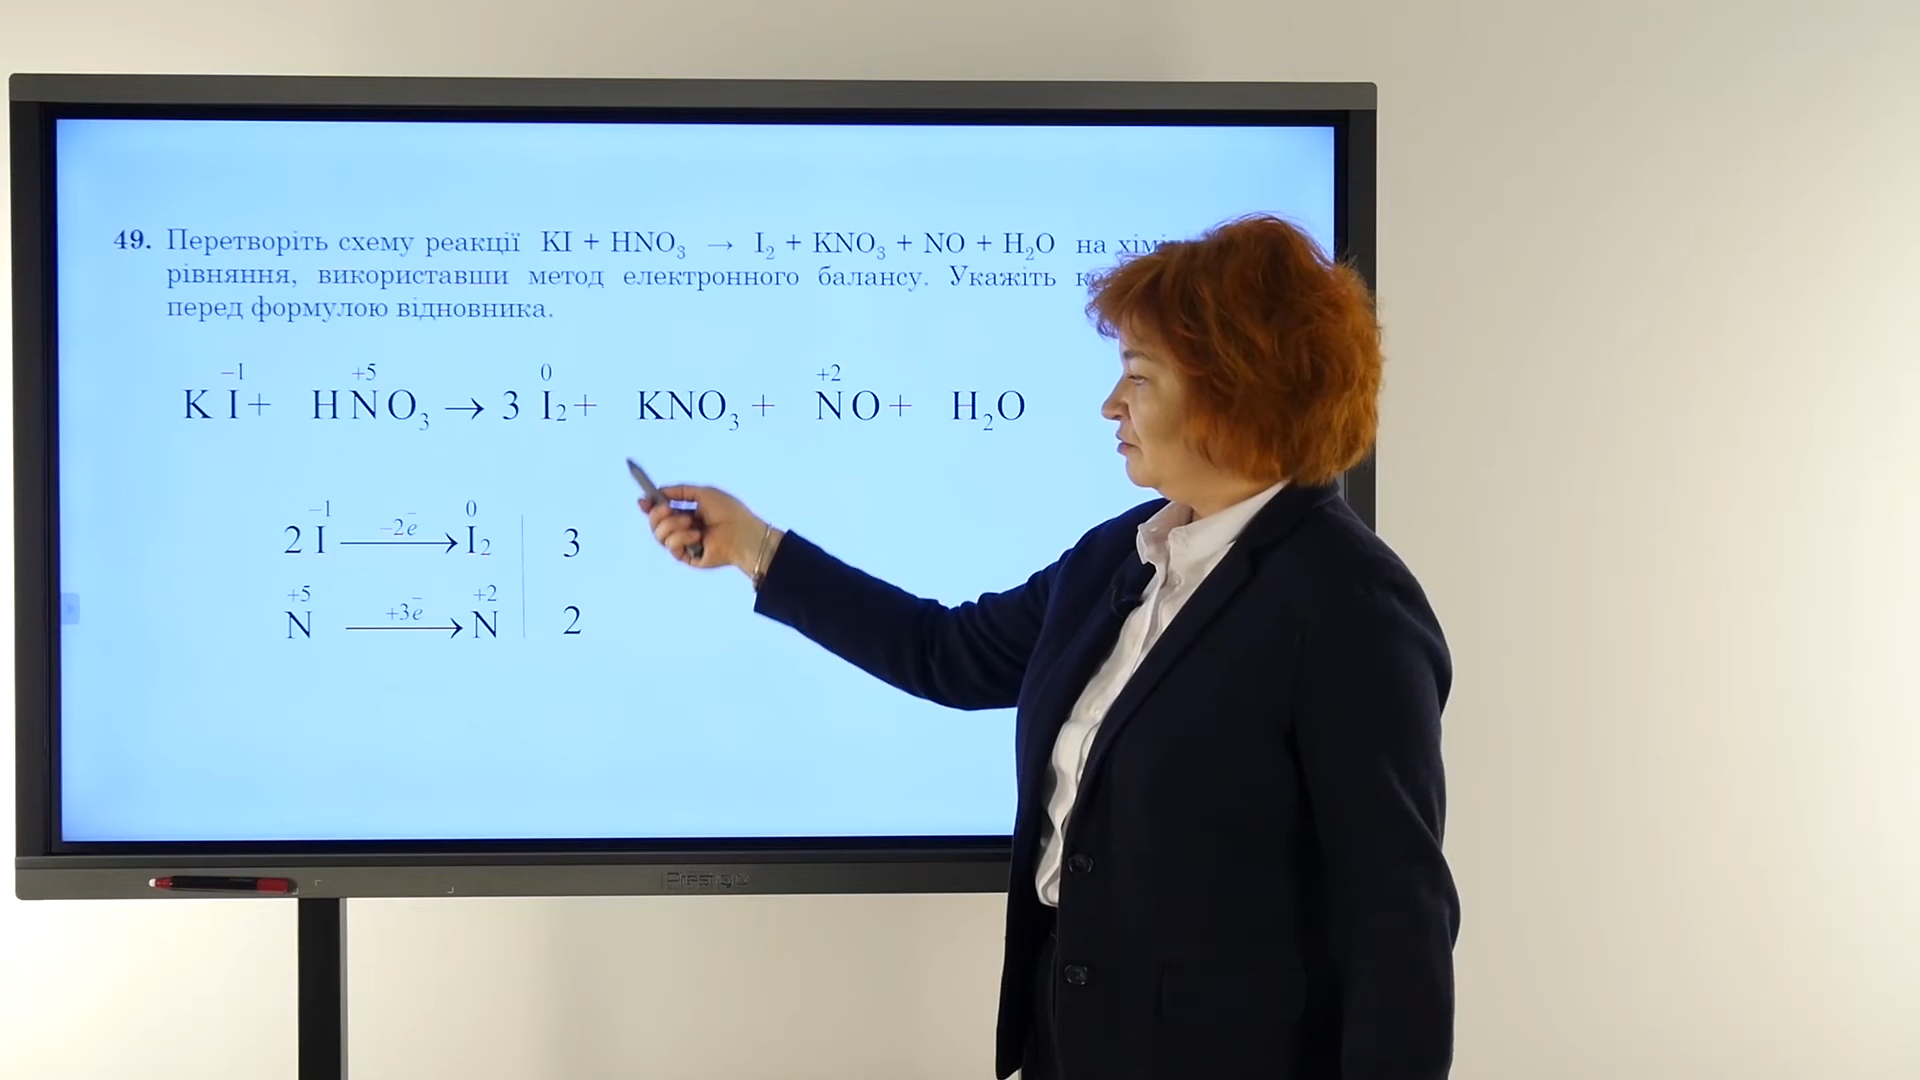 49. Перетворіть схему реакції KI + HNO₃ → I₂ + KNO₃ + NO + H₂O на
рівняння, використавши метод електронного балансу. Укажіть
перед формулою відновника.
−1 +5 0 +2
K I + H N O₃ → 3 I₂ + KNO₃ + N O + H₂O
−1 0
2 I −2e̅ → I₂ 3
+5 +2
N +3e̅ → N 2
Prestigio